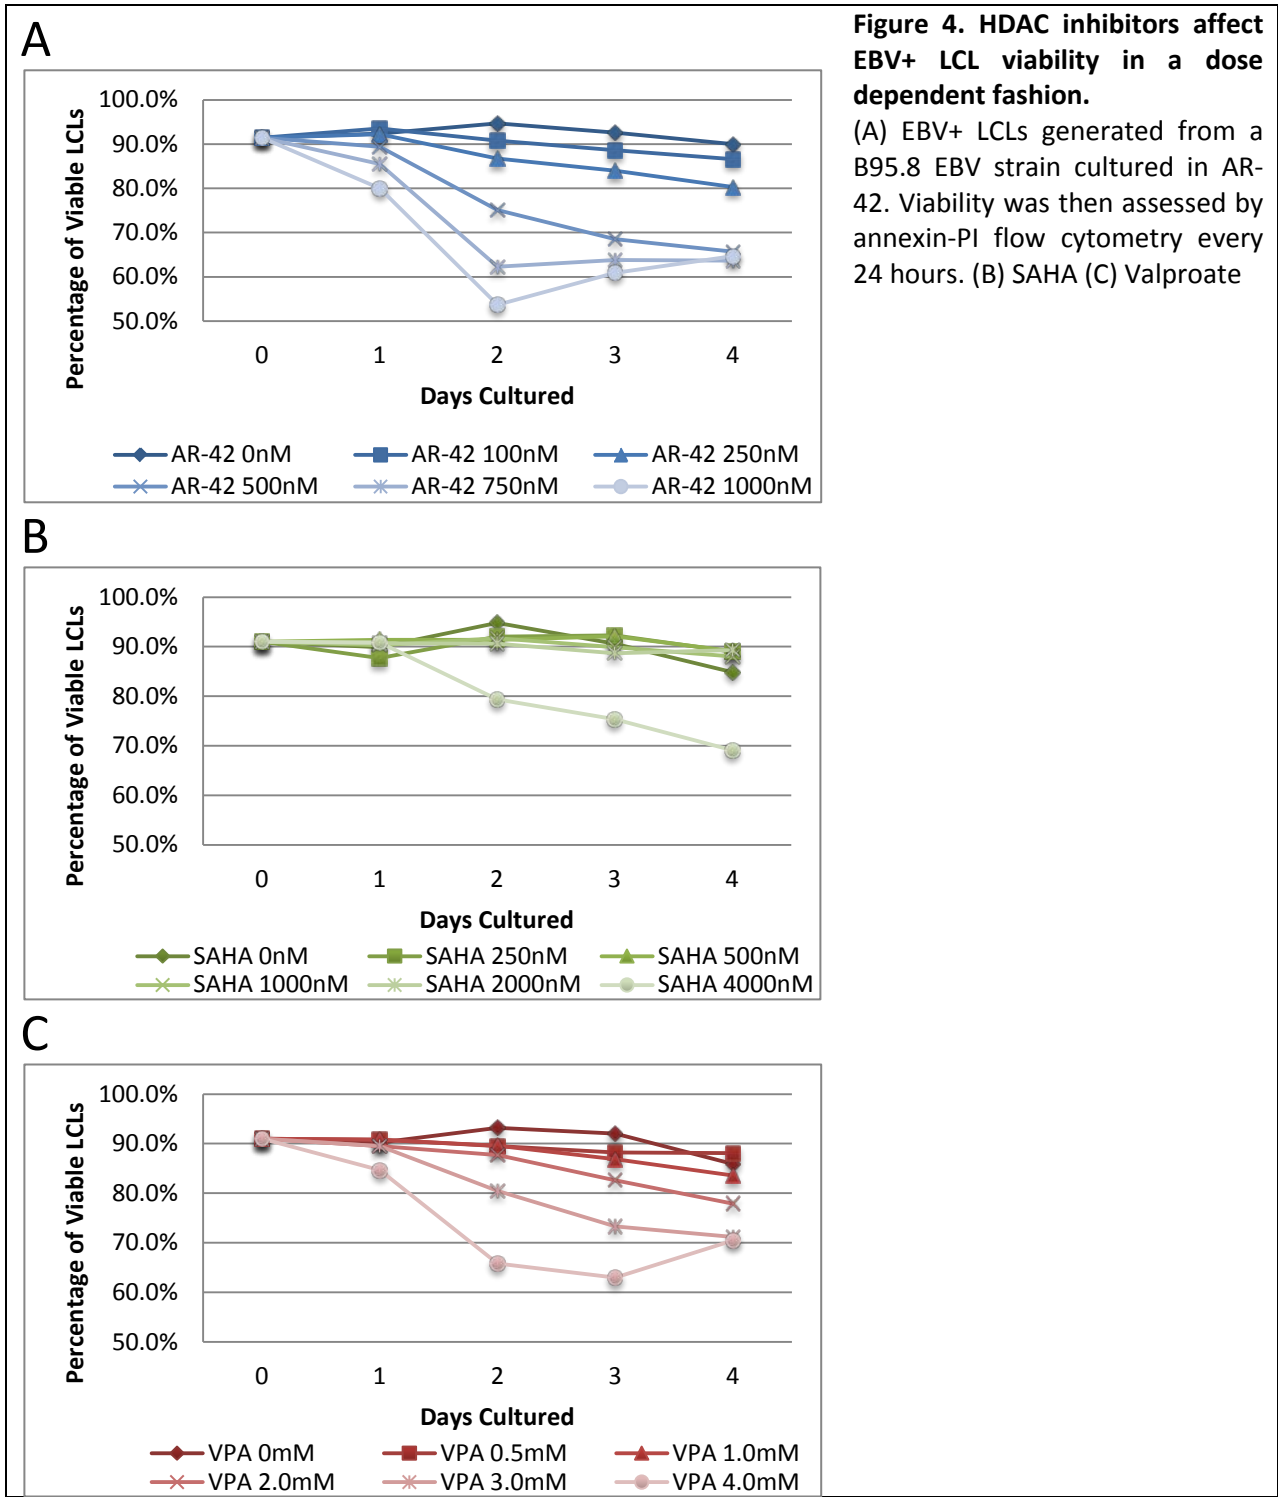 A
Figure 4. HDAC inhibitors affect
EBV+ LCL viability in a dose
dependent fashion.
(A) EBV+ LCLs generated from a
B95.8 EBV strain cultured in AR-
42. Viability was then assessed by
annexin-PI flow cytometry every
24 hours. (B) SAHA (C) Valproate
Percentage of Viable LCLs
100.0%
90.0%
80.0%
70.0%
60.0%
50.0%
0 1 2 3 4
Days Cultured
AR-42 0nM AR-42 100nM AR-42 250nM
AR-42 500nM AR-42 750nM AR-42 1000nM
B
Percentage of Viable LCLs
100.0%
90.0%
80.0%
70.0%
60.0%
50.0%
0 1 2 3 4
Days Cultured
SAHA 0nM SAHA 250nM SAHA 500nM
SAHA 1000nM SAHA 2000nM SAHA 4000nM
C
Percentage of Viable LCLs
100.0%
90.0%
80.0%
70.0%
60.0%
50.0%
0 1 2 3 4
Days Cultured
VPA 0mM VPA 0.5mM VPA 1.0mM
VPA 2.0mM VPA 3.0mM VPA 4.0mM